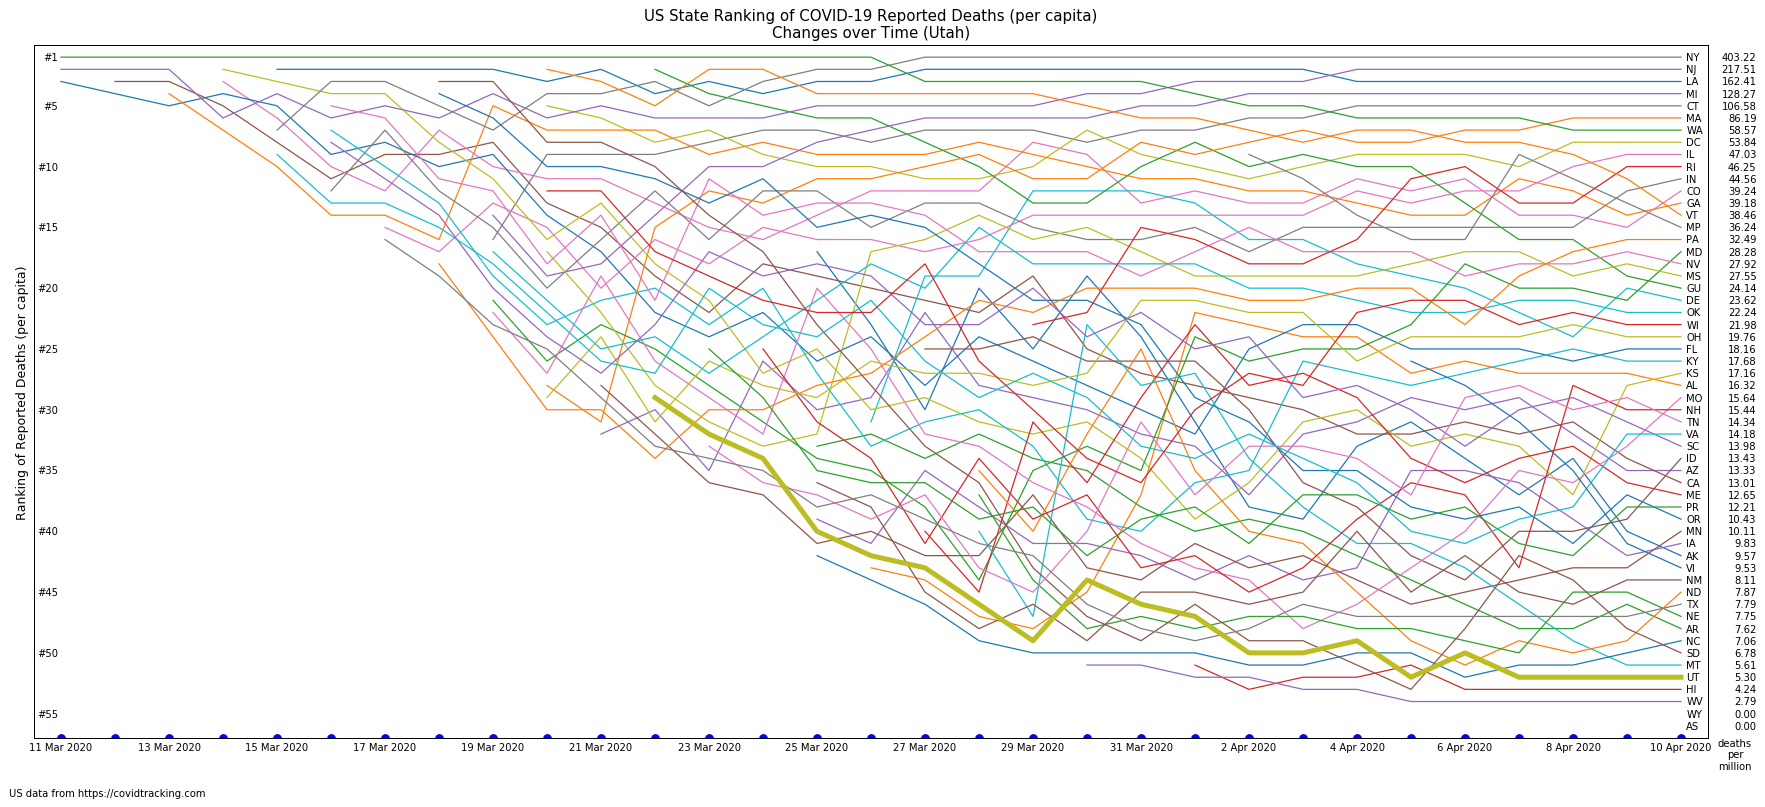 US State Ranking of COVID-19 Reported Deaths (per capita)
Changes over Time (Utah)
Ranking of Reported Deaths (per capita)
#1
#5
#10
#15
#20
#25
#30
#35
#40
#45
#50
#55
NY 403.22
NJ 217.51
LA 162.41
MI 128.27
CT 106.58
MA 86.19
WA 58.57
DC 53.84
IL 47.03
RI 46.25
IN 44.56
CO 39.24
GA 39.18
VT 38.46
MP 36.24
PA 32.49
MD 28.28
NV 27.92
MS 27.55
GU 24.14
DE 23.62
OK 22.24
WI 21.98
OH 19.76
FL 18.16
KY 17.68
KS 17.16
AL 16.32
MO 15.64
NH 15.44
TN 14.34
VA 14.18
SC 13.98
ID 13.43
AZ 13.33
CA 13.01
ME 12.65
PR 12.21
OR 10.43
MN 10.11
IA 9.83
AK 9.57
VI 9.53
NM 8.11
ND 7.87
TX 7.79
NE 7.75
AR 7.62
NC 7.06
SD 6.78
MT 5.61
UT 5.30
HI 4.24
WV 2.79
WY 0.00
AS 0.00
11 Mar 2020 13 Mar 2020 15 Mar 2020 17 Mar 2020 19 Mar 2020 21 Mar 2020 23 Mar 2020 25 Mar 2020 27 Mar 2020 29 Mar 2020 31 Mar 2020 2 Apr 2020 4 Apr 2020 6 Apr 2020 8 Apr 2020 10 Apr 2020
deaths
per
million
US data from https://covidtracking.com